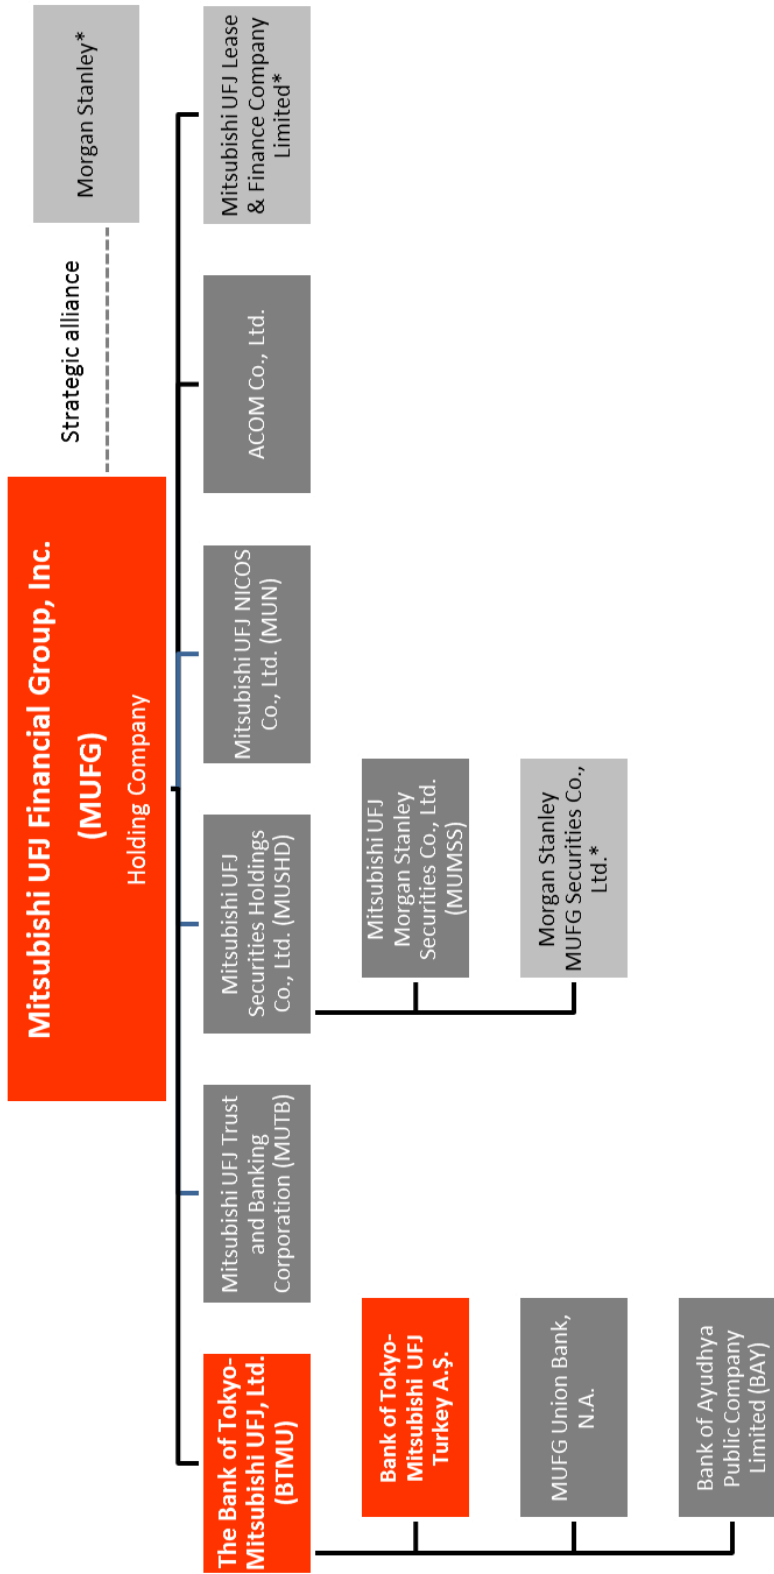 Mitsubishi UFJ Financial Group, Inc.
(MUFG)
Holding Company
Strategic alliance
Morgan Stanley*
The Bank of Tokyo-
Mitsubishi UFJ, Ltd.
(BTMU)
Mitsubishi UFJ Trust
and Banking
Corporation (MUTB)
Mitsubishi UFJ
Securities Holdings
Co., Ltd. (MUSHD)
Mitsubishi UFJ NICOS
Co., Ltd. (MUN)
ACOM Co., Ltd.
Mitsubishi UFJ Lease
& Finance Company
Limited*
Bank of Tokyo-
Mitsubishi UFJ
Turkey A.Ş.
Mitsubishi UFJ
Morgan Stanley
Securities Co., Ltd.
(MUMSS)
MUFG Union Bank,
N.A.
Morgan Stanley
MUFG Securities Co.,
Ltd.*
Bank of Ayudhya
Public Company
Limited (BAY)